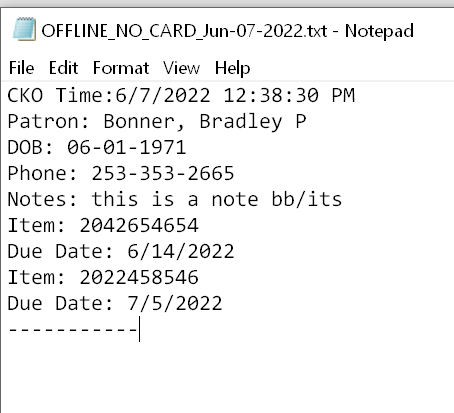 OFFLINE_NO_CARD_Jun-07-2022.txt - Notepad
File Edit Format View Help
CKO Time:6/7/2022 12:38:30 PM
Patron: Bonner, Bradley P
DOB: 06-01-1971
Phone: 253-353-2665
Notes: this is a note bb/its
Item: 2042654654
Due Date: 6/14/2022
Item: 2022458546
Due Date: 7/5/2022
-----------